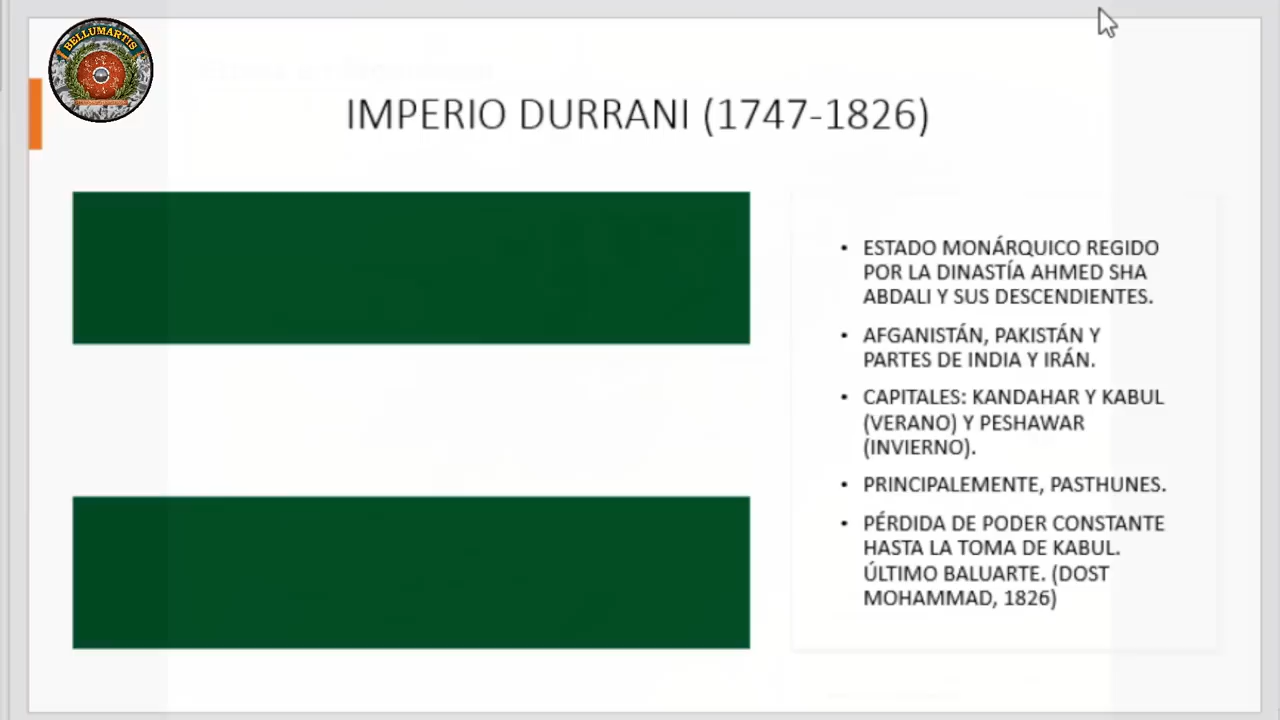 BELLUMARTIS
IMPERIO DURRANI (1747-1826)
• ESTADO MONÁRQUICO REGIDO
POR LA DINASTÍA AHMED SHA
ABDALI Y SUS DESCENDIENTES.
• AFGANISTÁN, PAKISTÁN Y
PARTES DE INDIA Y IRÁN.
• CAPITALES: KANDAHAR Y KABUL
(VERANO) Y PESHAWAR
(INVIERNO).
• PRINCIPALEMENTE, PASTHUNES.
• PÉRDIDA DE PODER CONSTANTE
HASTA LA TOMA DE KABUL.
ÚLTIMO BALUARTE. (DOST
MOHAMMAD, 1826)